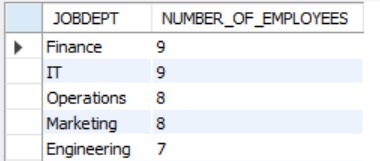 JOBDEPT NUMBER_OF_EMPLOYEES
Finance 9
IT 9
Operations 8
Marketing 8
Engineering 7